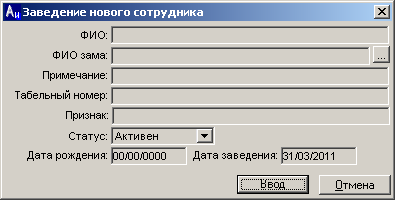 Аи Заведение нового сотрудника
ФИО:
ФИО зама: ...
Примечание:
Табельный номер:
Признак:
Статус: Активен
Дата рождения: 00/00/0000 Дата заведения: 31/03/2011
Ввод Отмена